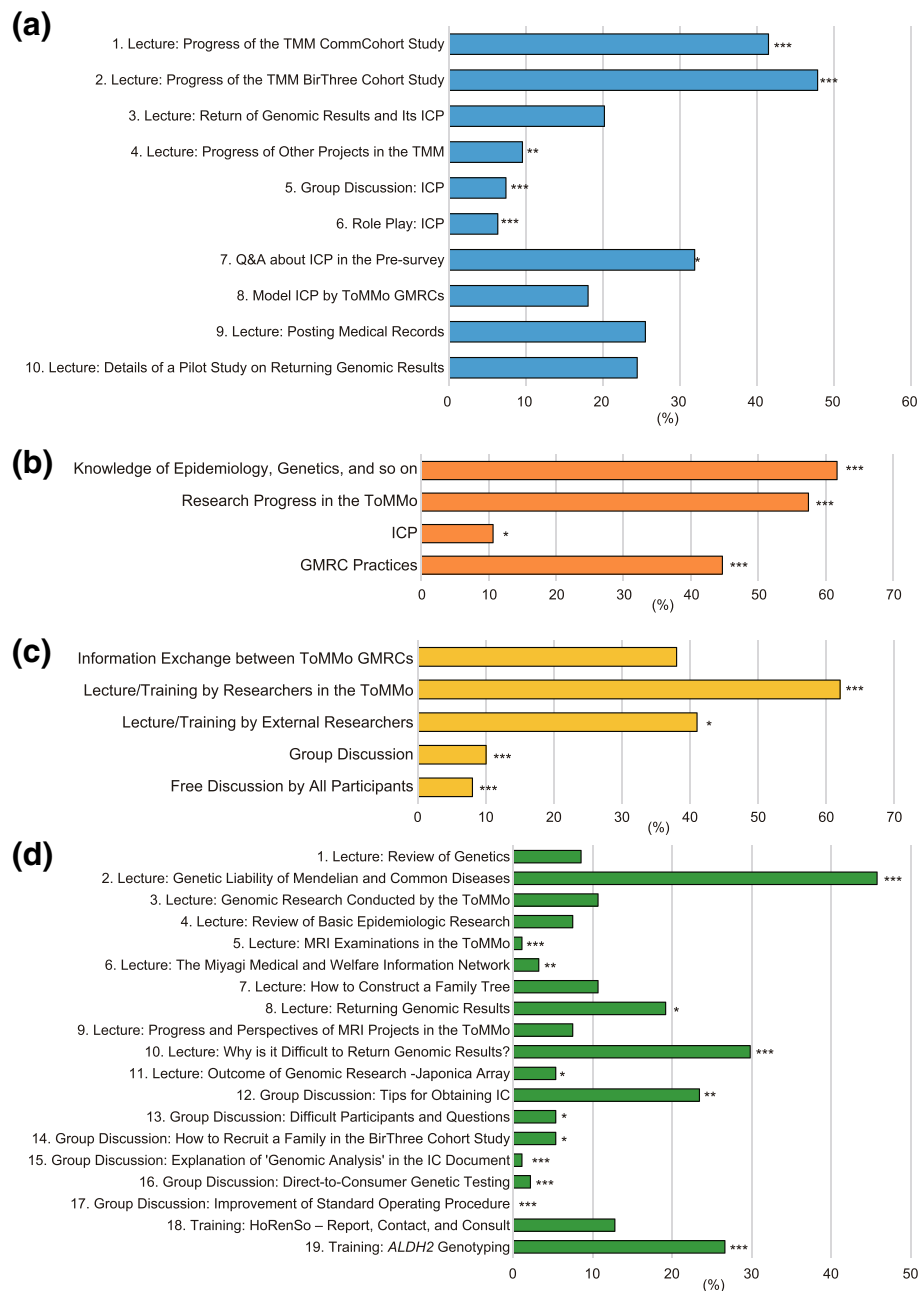 (a)
1. Lecture: Progress of the TMM CommCohort Study ***
2. Lecture: Progress of the TMM BirThree Cohort Study ***
3. Lecture: Return of Genomic Results and Its ICP
4. Lecture: Progress of Other Projects in the TMM **
5. Group Discussion: ICP ***
6. Role Play: ICP ***
7. Q&A about ICP in the Pre-survey *
8. Model ICP by ToMMo GMRCs
9. Lecture: Posting Medical Records
10. Lecture: Details of a Pilot Study on Returning Genomic Results
0 10 20 30 40 50 60
(%)
(b)
Knowledge of Epidemiology, Genetics, and so on ***
Research Progress in the ToMMo ***
ICP *
GMRC Practices ***
0 10 20 30 40 50 60 70
(%)
(c)
Information Exchange between ToMMo GMRCs
Lecture/Training by Researchers in the ToMMo ***
Lecture/Training by External Researchers *
Group Discussion ***
Free Discussion by All Participants ***
0 10 20 30 40 50 60 70
(%)
(d)
1. Lecture: Review of Genetics
2. Lecture: Genetic Liability of Mendelian and Common Diseases ***
3. Lecture: Genomic Research Conducted by the ToMMo
4. Lecture: Review of Basic Epidemiologic Research
5. Lecture: MRI Examinations in the ToMMo ***
6. Lecture: The Miyagi Medical and Welfare Information Network **
7. Lecture: How to Construct a Family Tree
8. Lecture: Returning Genomic Results *
9. Lecture: Progress and Perspectives of MRI Projects in the ToMMo
10. Lecture: Why is it Difficult to Return Genomic Results? ***
11. Lecture: Outcome of Genomic Research -Japonica Array *
12. Group Discussion: Tips for Obtaining IC **
13. Group Discussion: Difficult Participants and Questions *
14. Group Discussion: How to Recruit a Family in the BirThree Cohort Study *
15. Group Discussion: Explanation of 'Genomic Analysis' in the IC Document ***
16. Group Discussion: Direct-to-Consumer Genetic Testing ***
17. Group Discussion: Improvement of Standard Operating Procedure ***
18. Training: HoRenSo – Report, Contact, and Consult
19. Training: ALDH2 Genotyping ***
0 10 20 30 40 50
(%)